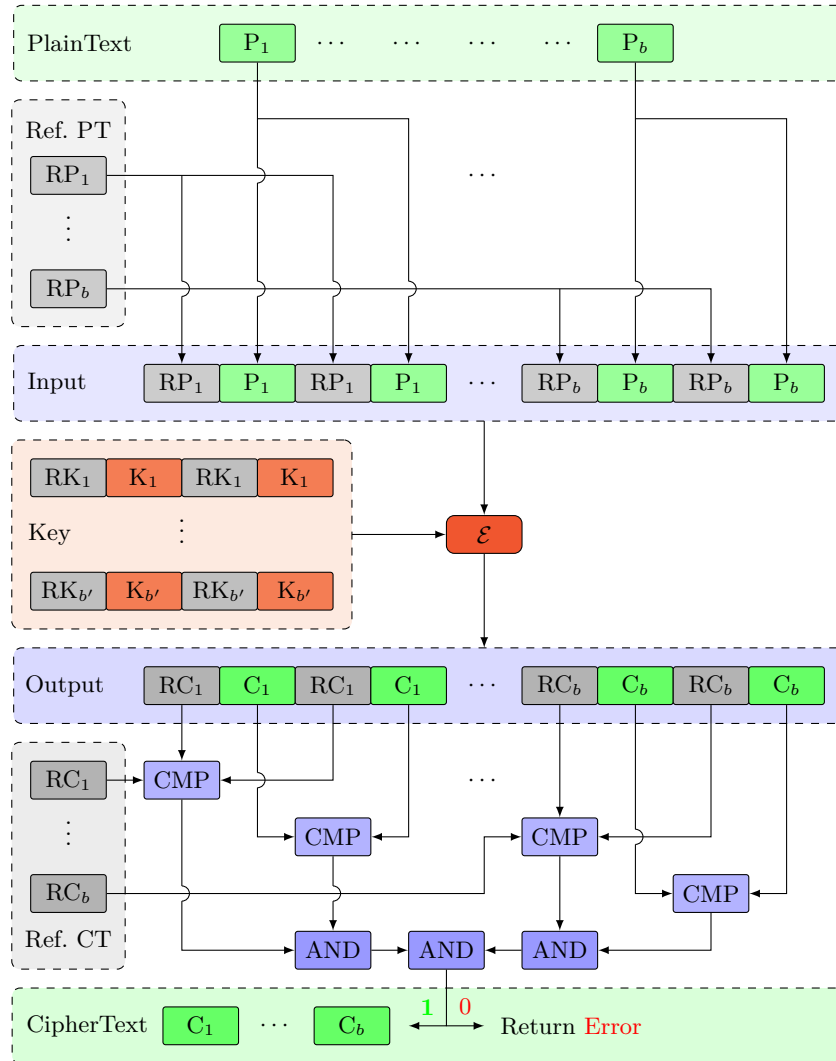 PlainText P₁ ··· ··· ··· ··· P_b
Ref. PT
RP₁ ···
⋮
RP_b
Input RP₁ P₁ RP₁ P₁ ··· RP_b P_b RP_b P_b
RK₁ K₁ RK₁ K₁
Key ⋮ ℰ
RK_b′ K_b′ RK_b′ K_b′
Output RC₁ C₁ RC₁ C₁ ··· RC_b C_b RC_b C_b
RC₁ CMP ···
⋮ CMP CMP
RC_b CMP
Ref. CT AND AND AND
1 0
CipherText C₁ ··· C_b Return Error